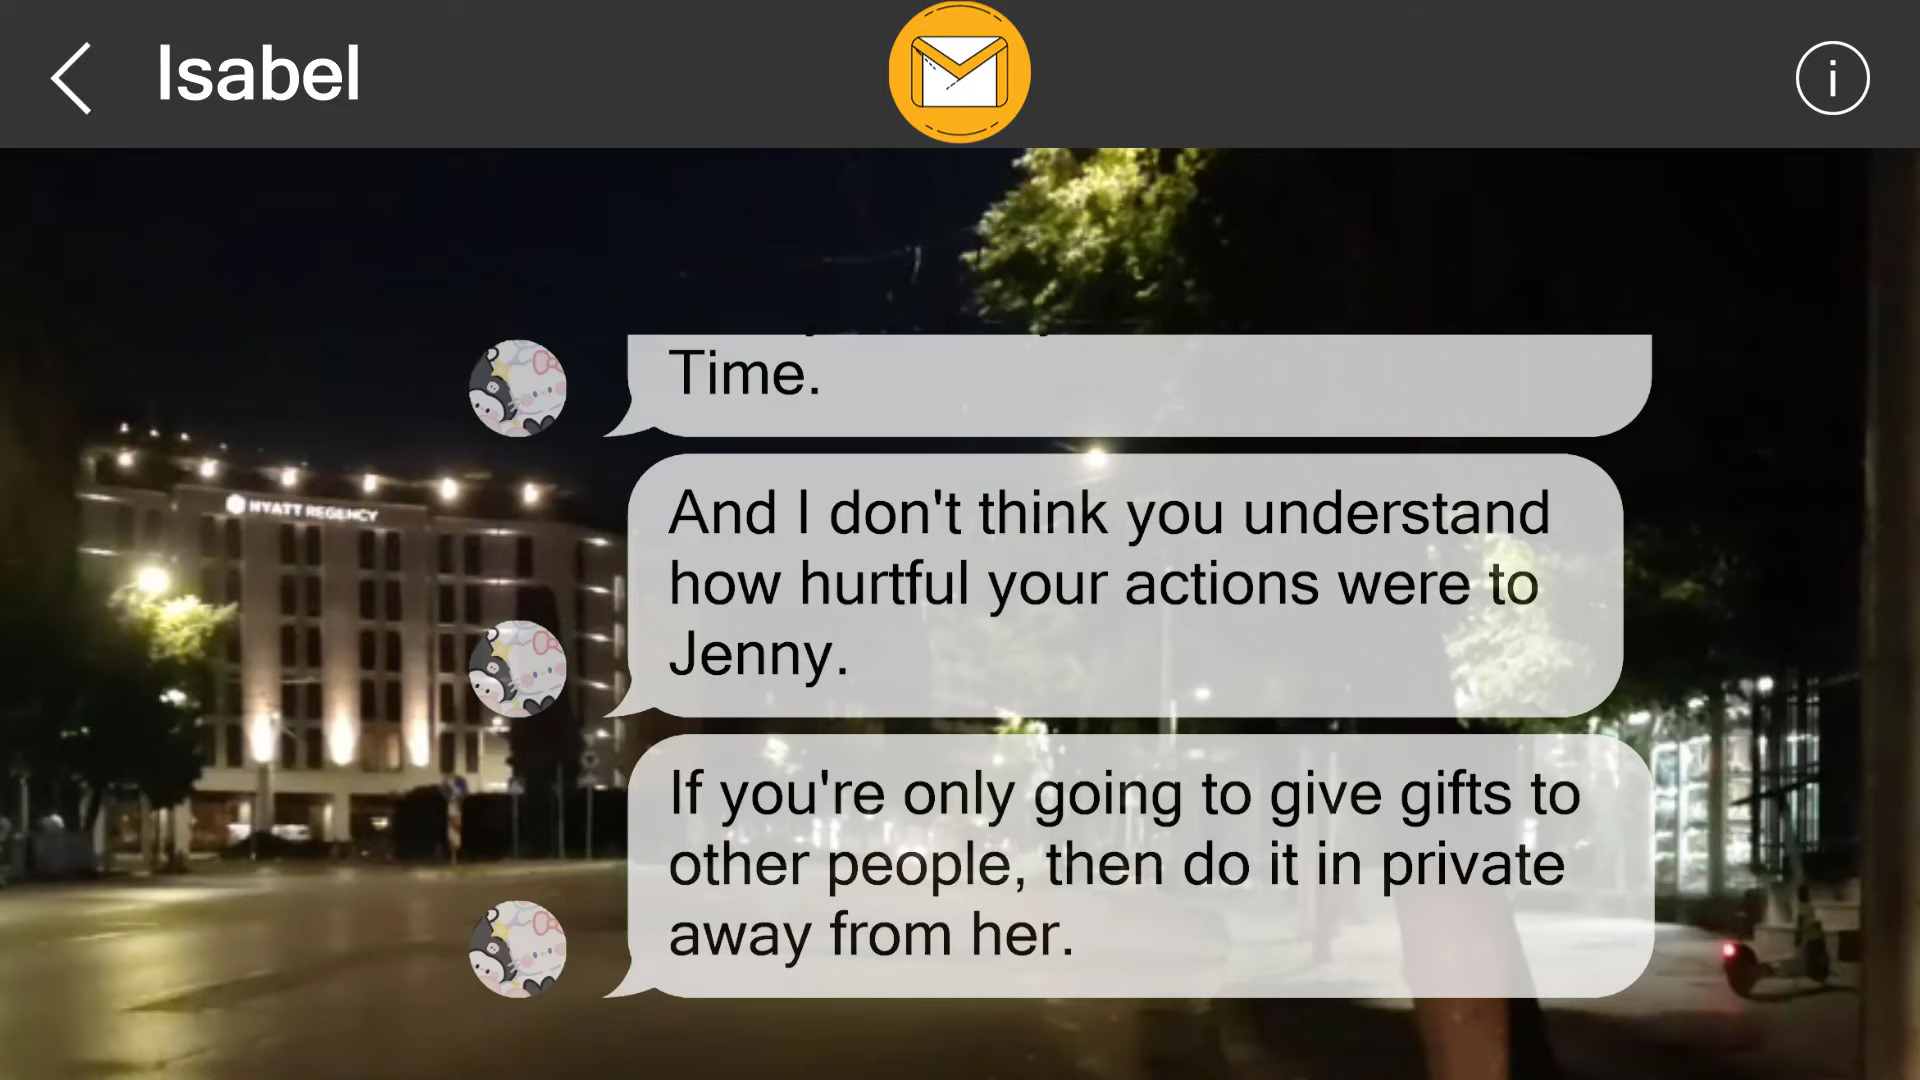 Isabel
i
Time.
And I don't think you understand
how hurtful your actions were to
Jenny.
If you're only going to give gifts to
other people, then do it in private
away from her.
HYATT REGENCY